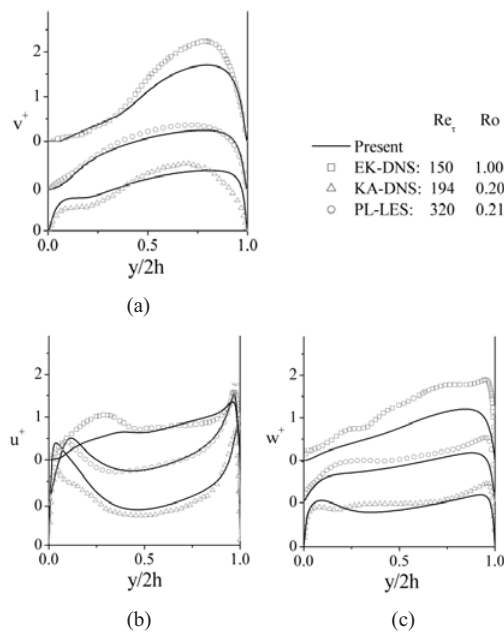 2
1
0
0
0
v+
0.0
0.5
1.0
y/2h
(a)
Reτ Ro
Present
EK-DNS: 150 1.00
KA-DNS: 194 0.20
PL-LES: 320 0.21
2
1
0
0
0
u+
0.0
0.5
1.0
y/2h
(b)
2
1
0
0
0
w+
0.0
0.5
1.0
y/2h
(c)